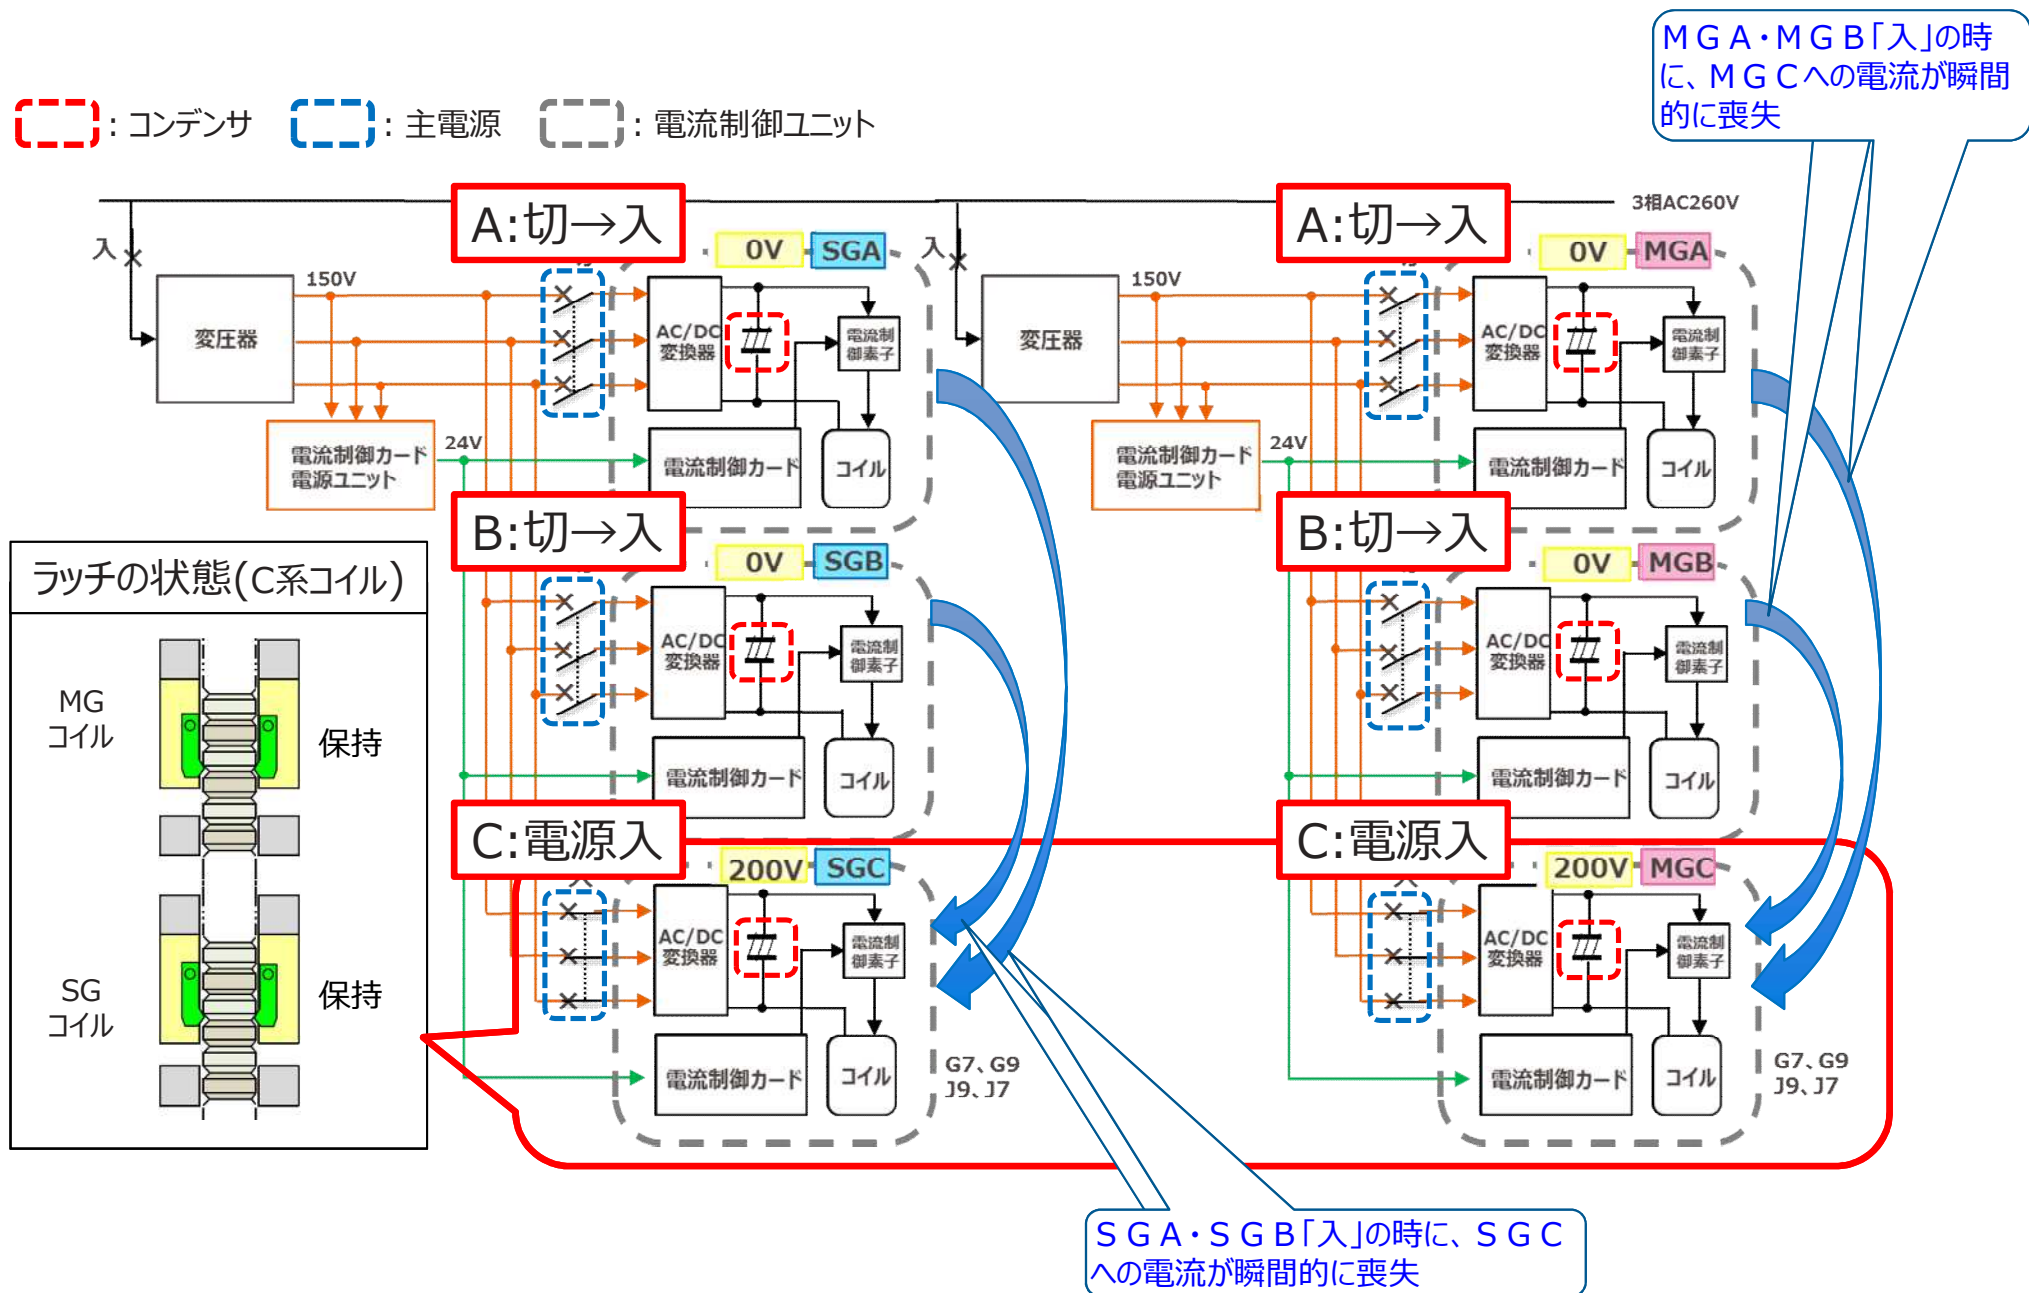 ＭＧＡ・ＭＧＢ「入」の時
に、ＭＧＣへの電流が瞬間
的に喪失
：コンデンサ
：主電源
：電流制御ユニット
3相AC260V
A:切→入
0V
SGA
A:切→入
0V
MGA
入
入
150V
150V
変圧器
AC/DC
変換器
電流制
御素子
変圧器
AC/DC
変換器
電流制
御素子
電流制御カード
電源ユニット
24V
電流制御カード
コイル
電流制御カード
電源ユニット
24V
電流制御カード
コイル
B:切→入
0V
SGB
B:切→入
0V
MGB
AC/DC
変換器
電流制
御素子
AC/DC
変換器
電流制
御素子
電流制御カード
コイル
電流制御カード
コイル
ラッチの状態(C系コイル)
MG
コイル
保持
SG
コイル
保持
C:電源入
200V
SGC
C:電源入
200V
MGC
AC/DC
変換器
電流制
御素子
AC/DC
変換器
電流制
御素子
電流制御カード
コイル
G7、G9
J9、J7
電流制御カード
コイル
G7、G9
J9、J7
ＳＧＡ・ＳＧＢ「入」の時に、ＳＧＣ
への電流が瞬間的に喪失